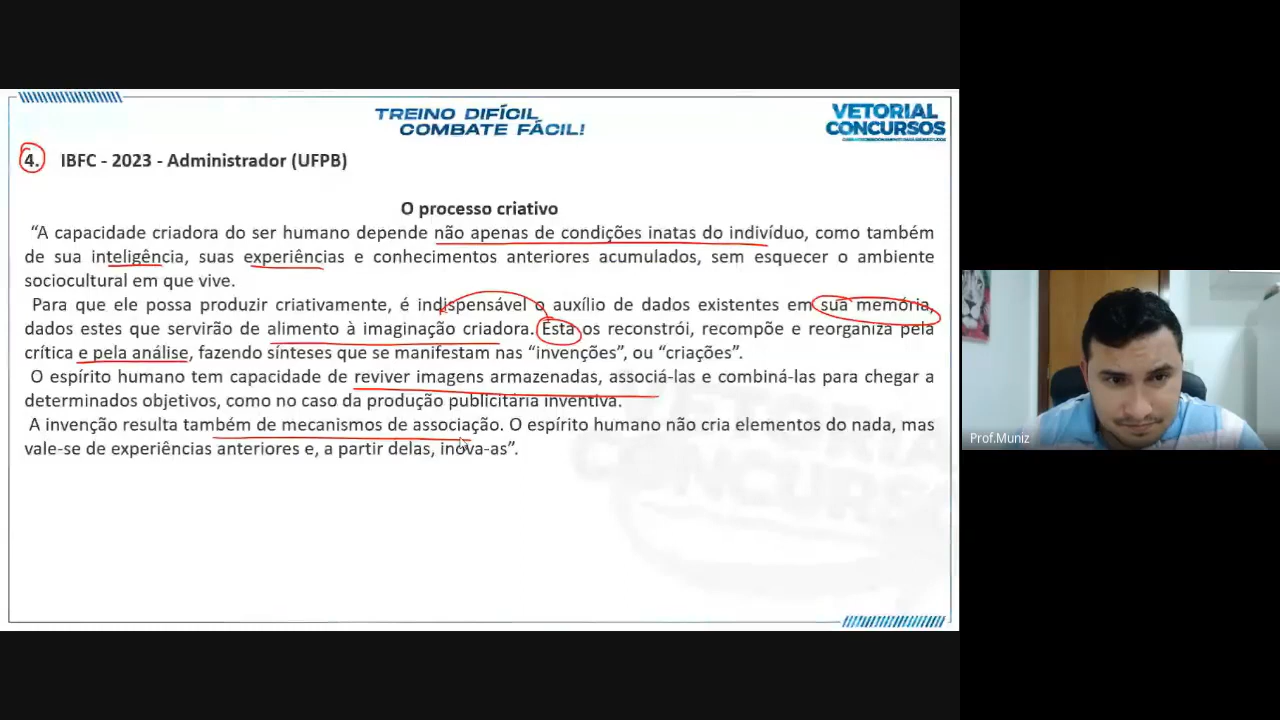 TREINO DIFÍCIL
COMBATE FÁCIL!
VETORIAL
CONCURSOS
4. IBFC - 2023 - Administrador (UFPB)
O processo criativo
“A capacidade criadora do ser humano depende não apenas de condições inatas do indivíduo, como também
de sua inteligência, suas experiências e conhecimentos anteriores acumulados, sem esquecer o ambiente
sociocultural em que vive.
Para que ele possa produzir criativamente, é indispensável o auxílio de dados existentes em sua memória,
dados estes que servirão de alimento à imaginação criadora. Esta os reconstrói, recompõe e reorganiza pela
crítica e pela análise, fazendo sínteses que se manifestam nas “invenções”, ou “criações”.
O espírito humano tem capacidade de reviver imagens armazenadas, associá-las e combiná-las para chegar a
determinados objetivos, como no caso da produção publicitária inventiva.
A invenção resulta também de mecanismos de associação. O espírito humano não cria elementos do nada, mas
vale-se de experiências anteriores e, a partir delas, inova-as”.
VETORIAL
CONCURSOS
Prof.Muniz